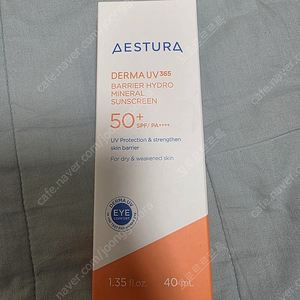 AESTURA
DERMA UV365
BARRIER HYDRO
MINERAL
SUNSCREEN
50+
SPF/PA++++
UV Protection & strengthen
skin barrier
For dry & weakened skin
DERMA UV
EYE
COMFORT
1.35 fl.oz. 40 mL